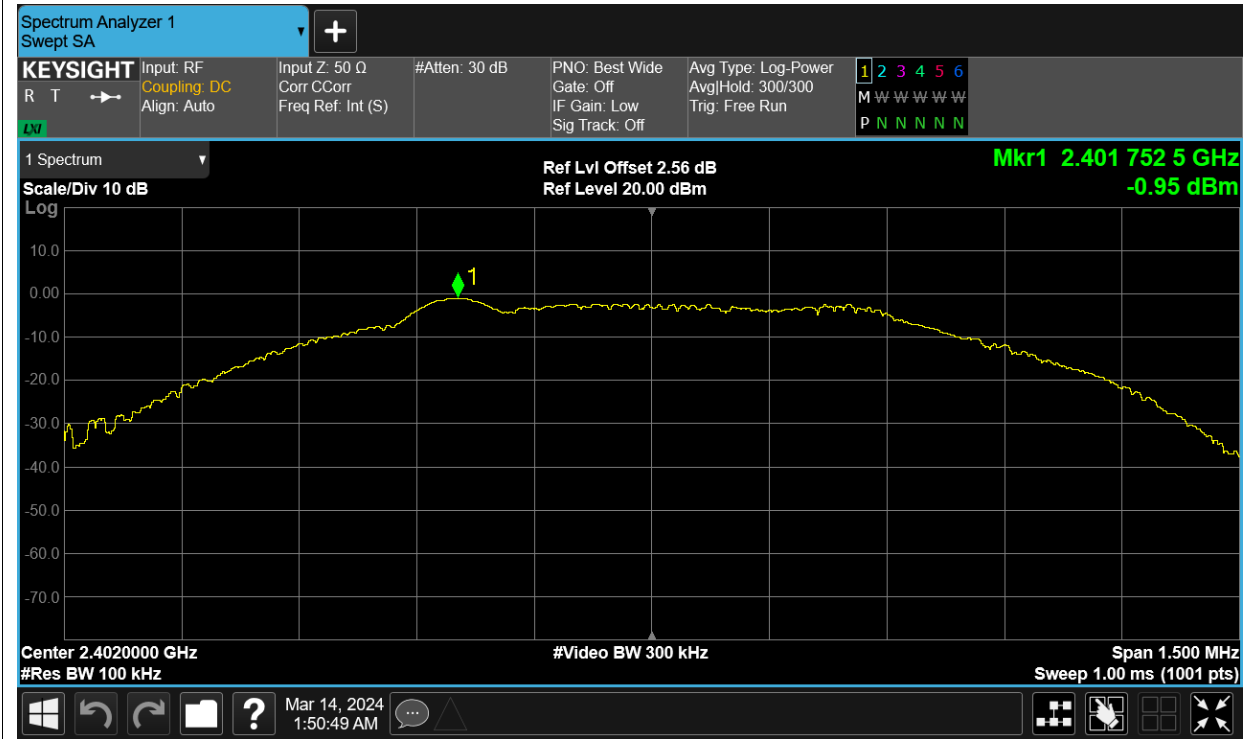 Spectrum Analyzer 1
Swept SA
KEYSIGHT Input: RF Input Z: 50 Ω #Atten: 30 dB PNO: Best Wide Avg Type: Log-Power 1 2 3 4 5 6
R T Coupling: DC Corr CCorr Gate: Off Avg|Hold: 300/300
Align: Auto Freq Ref: Int (S) IF Gain: Low Trig: Free Run M W W W W W
LXI Sig Track: Off P N N N N N
1 Spectrum Ref Lvl Offset 2.56 dB Mkr1 2.401 752 5 GHz
Scale/Div 10 dB Ref Level 20.00 dBm -0.95 dBm
Log
10.0
1
0.00
-10.0
-20.0
-30.0
-40.0
-50.0
-60.0
-70.0
Center 2.4020000 GHz #Video BW 300 kHz Span 1.500 MHz
#Res BW 100 kHz Sweep 1.00 ms (1001 pts)
? Mar 14, 2024
1:50:49 AM